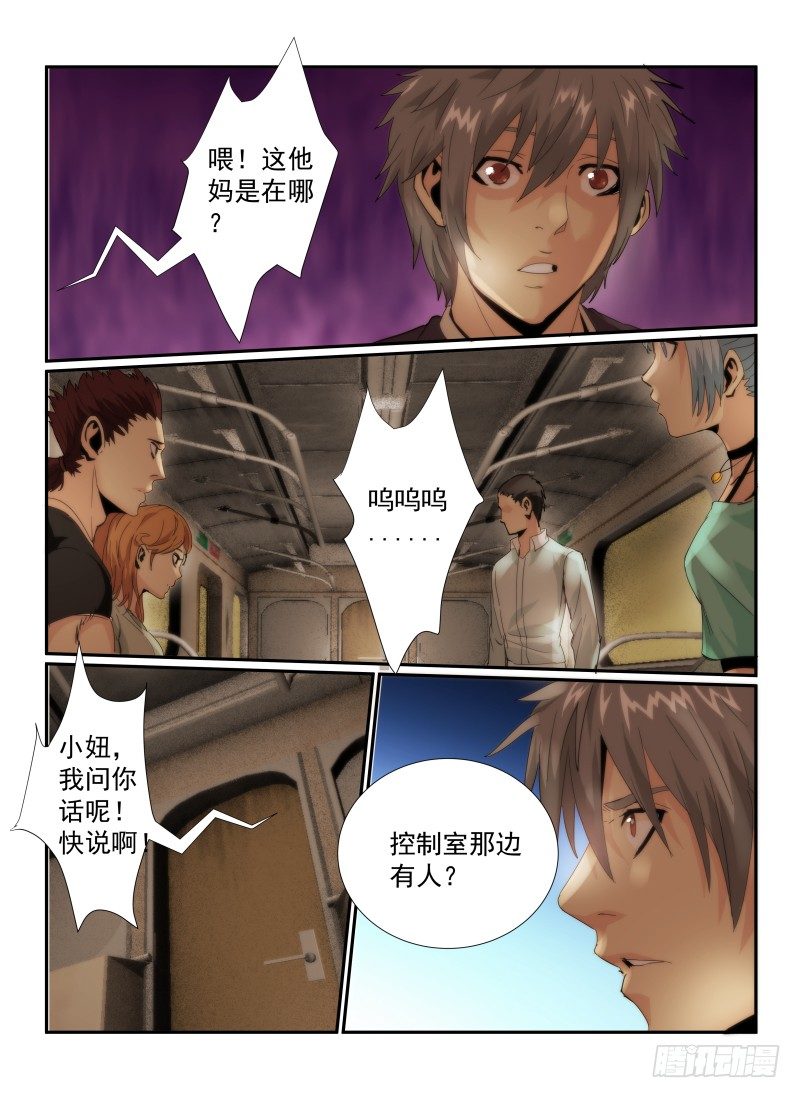 喂！这他
妈是在哪
？
呜呜呜
······
小妞，
我问你
话呢！
快说啊！
控制室那边
有人？
腾讯动漫